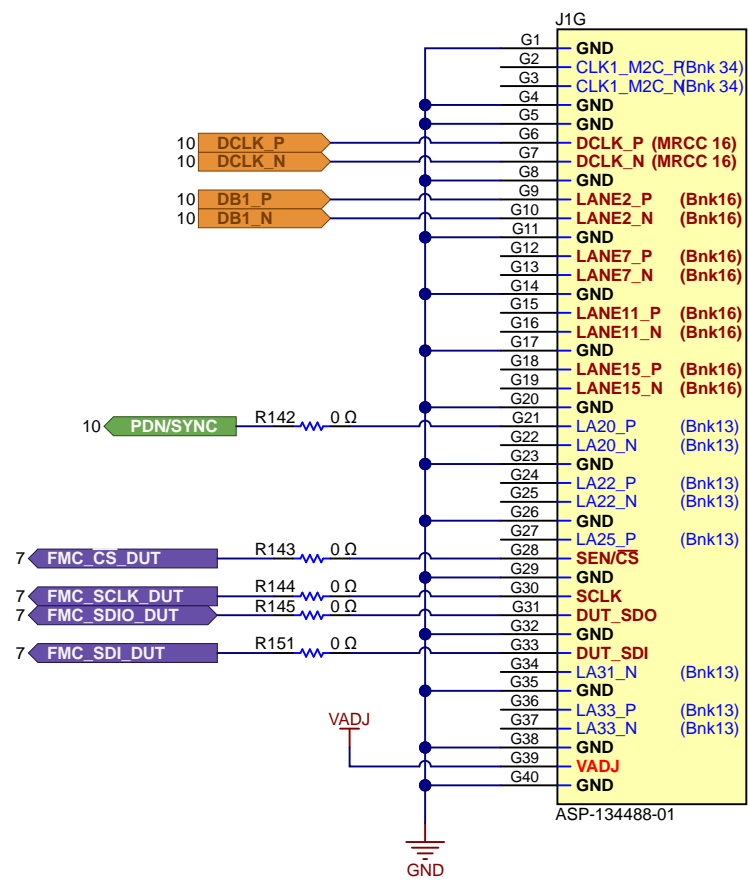 J1G
G1 GND
G2 CLK1_M2C_P (Bnk 34)
G3 CLK1_M2C_N (Bnk 34)
G4 GND
G5 GND
10 DCLK_P G6 DCLK_P (MRCC 16)
10 DCLK_N G7 DCLK_N (MRCC 16)
G8 GND
10 DB1_P G9 LANE2_P (Bnk16)
10 DB1_N G10 LANE2_N (Bnk16)
G11 GND
G12 LANE7_P (Bnk16)
G13 LANE7_N (Bnk16)
G14 GND
G15 LANE11_P (Bnk16)
G16 LANE11_N (Bnk16)
G17 GND
G18 LANE15_P (Bnk16)
G19 LANE15_N (Bnk16)
G20 GND
10 PDN/SYNC R142 0 Ω G21 LA20_P (Bnk13)
G22 LA20_N (Bnk13)
G23 GND
G24 LA22_P (Bnk13)
G25 LA22_N (Bnk13)
G26 GND
G27 LA25_P (Bnk13)
7 FMC_CS_DUT R143 0 Ω G28 SEN/CS
G29 GND
7 FMC_SCLK_DUT R144 0 Ω G30 SCLK
7 FMC_SDIO_DUT R145 0 Ω G31 DUT_SDO
G32 GND
7 FMC_SDI_DUT R151 0 Ω G33 DUT_SDI
G34 LA31_N (Bnk13)
G35 GND
G36 LA33_P (Bnk13)
G37 LA33_N (Bnk13)
VADJ
G38 GND
G39 VADJ
G40 GND
ASP-134488-01
GND